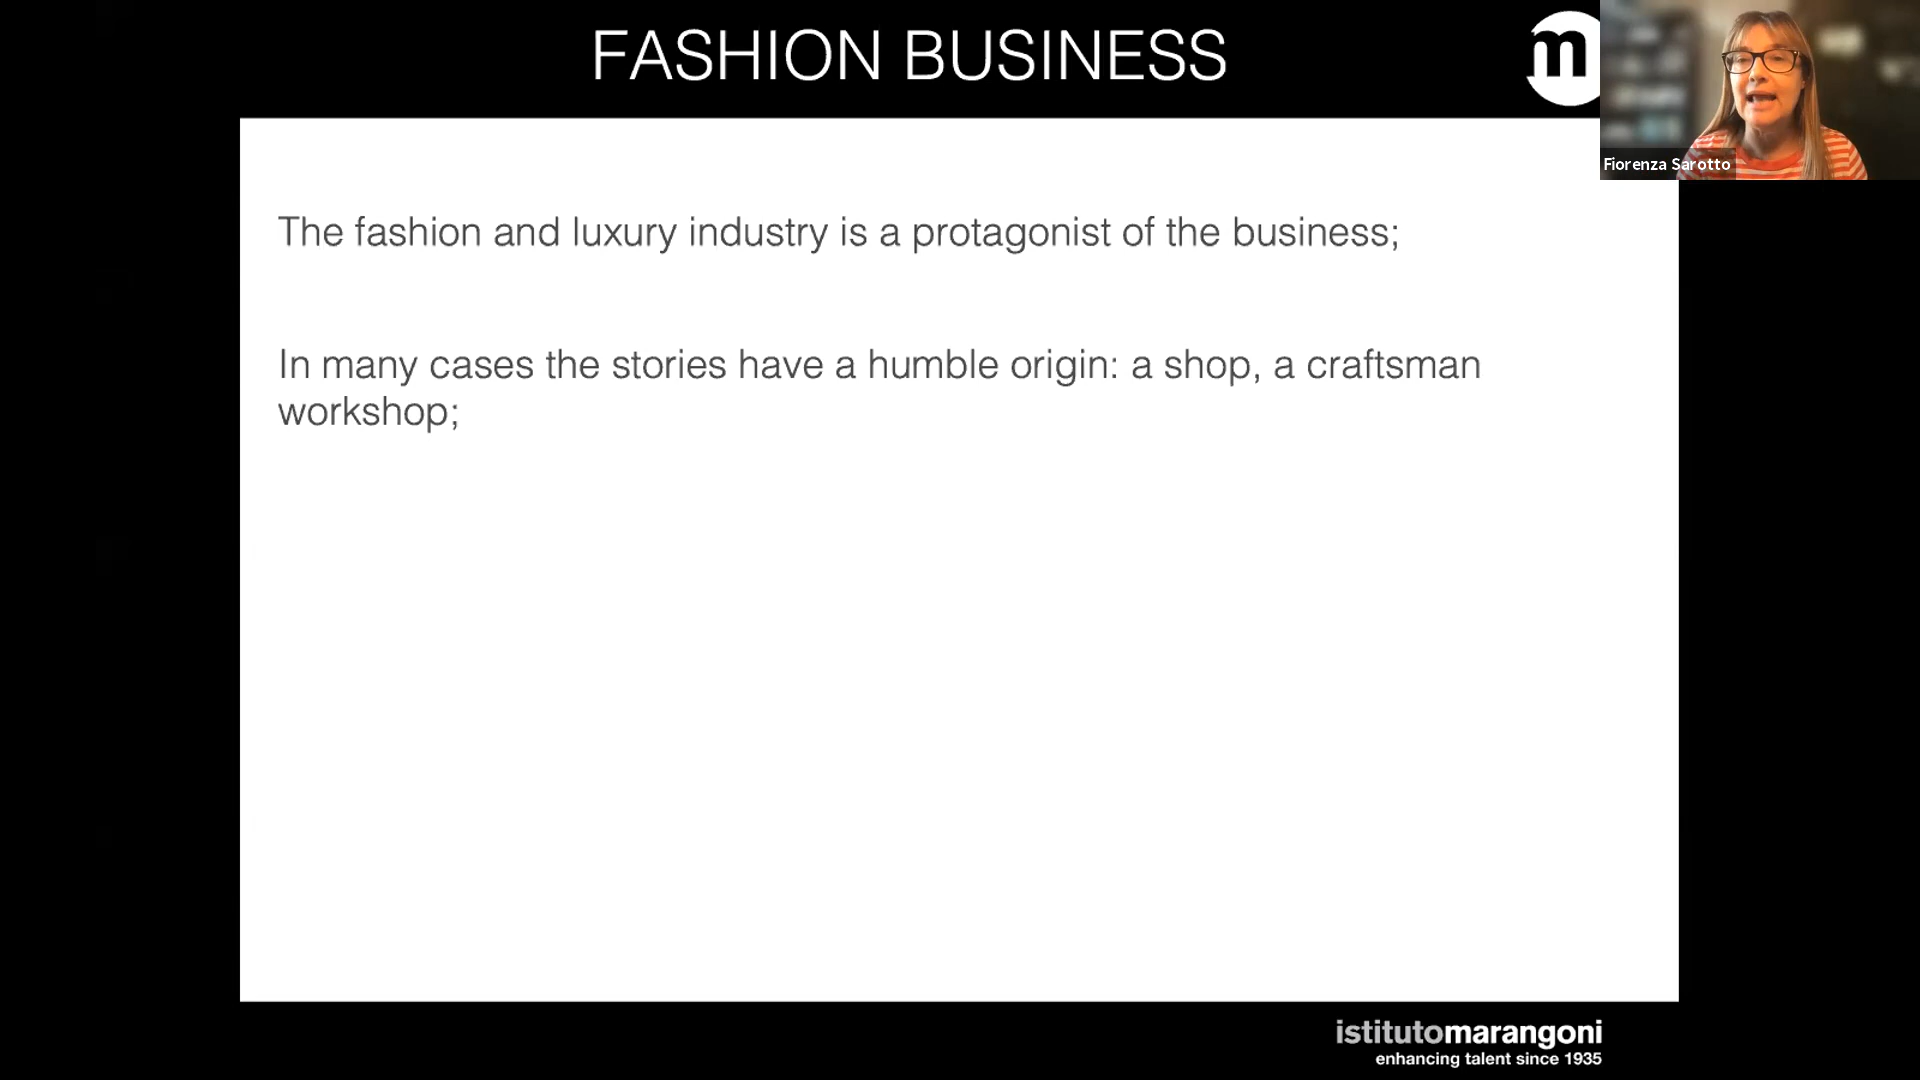 FASHION BUSINESS
m
Fiorenza Sarotto
The fashion and luxury industry is a protagonist of the business;
In many cases the stories have a humble origin: a shop, a craftsman
workshop;
istitutomarangoni
enhancing talent since 1935